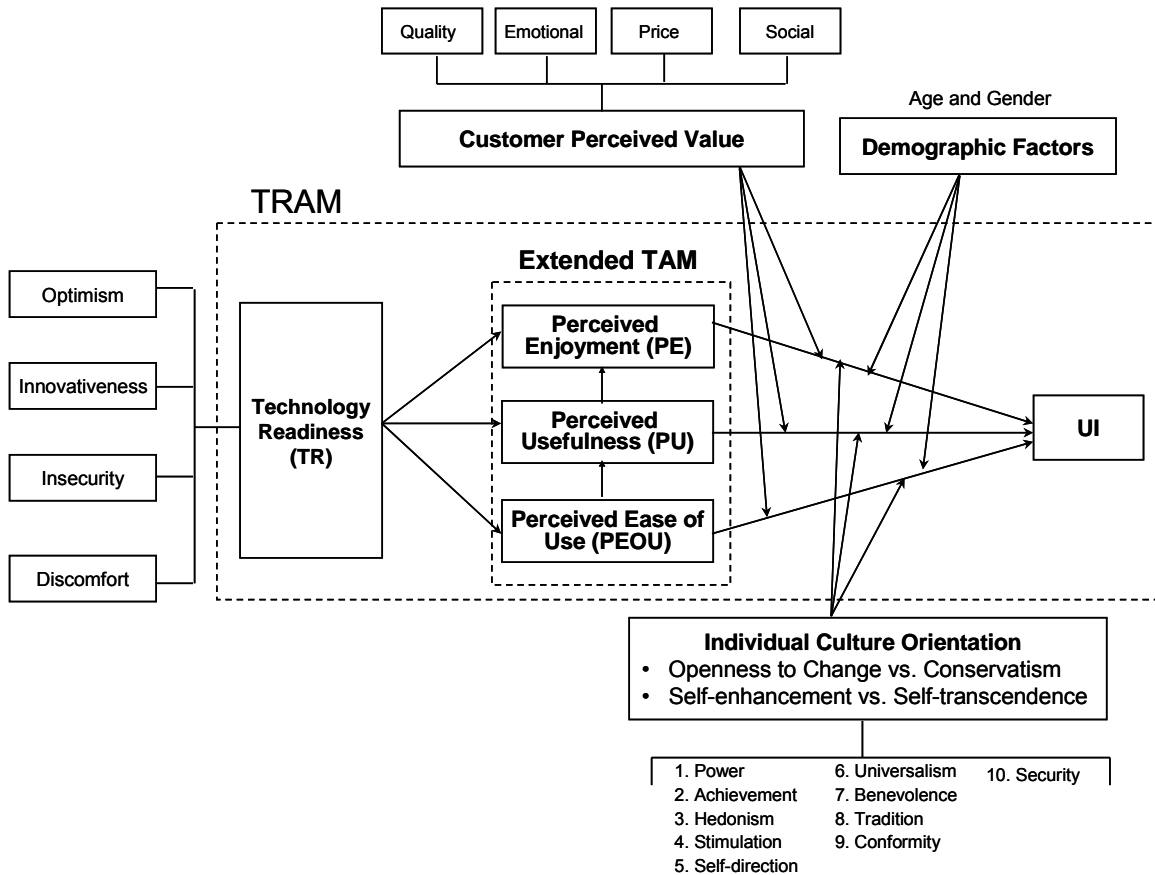 Quality
Emotional
Price
Social
Age and Gender
Customer Perceived Value
Demographic Factors
TRAM
Extended TAM
Optimism
Innovativeness
Insecurity
Discomfort
Technology
Readiness
(TR)
Perceived
Enjoyment (PE)
Perceived
Usefulness (PU)
Perceived Ease of
Use (PEOU)
UI
Individual Culture Orientation
• Openness to Change vs. Conservatism
• Self-enhancement vs. Self-transcendence
1. Power
2. Achievement
3. Hedonism
4. Stimulation
5. Self-direction
6. Universalism
7. Benevolence
8. Tradition
9. Conformity
10. Security